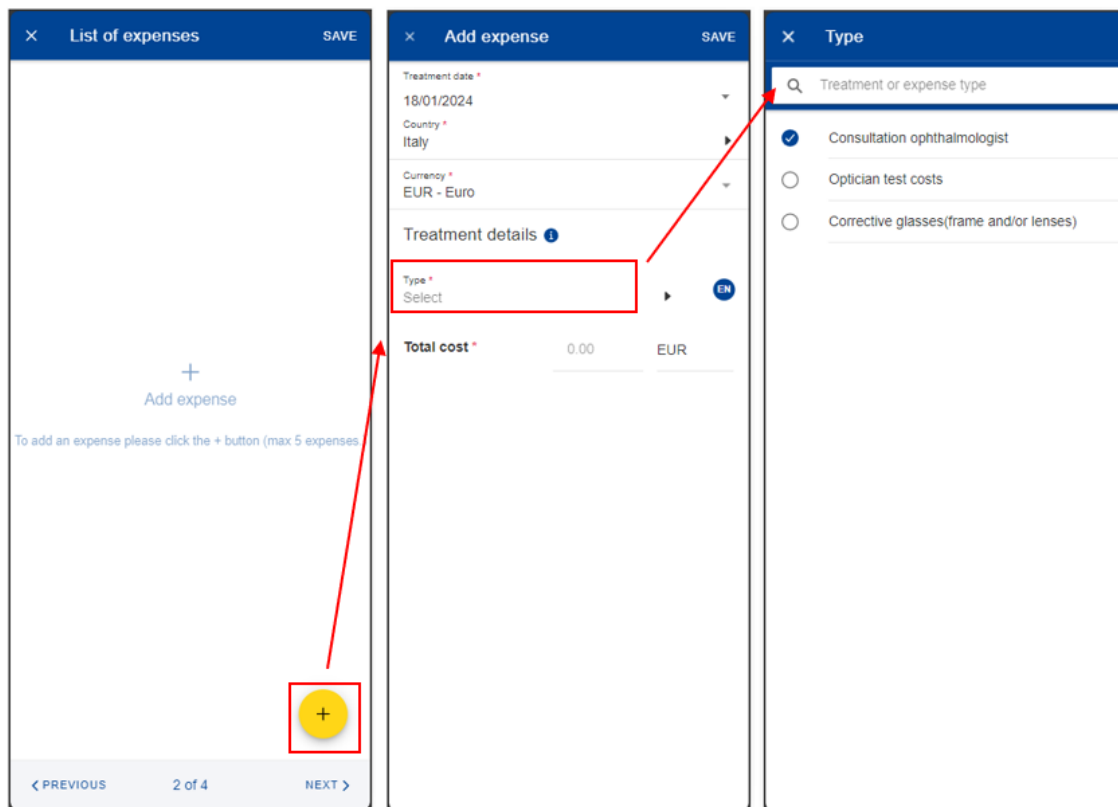 List of expenses
SAVE
Add expense
To add an expense please click the + button (max 5 expenses.
+
PREVIOUS
2 of 4
NEXT
Add expense
SAVE
Treatment date *
18/01/2024
Country *
Italy
Currency *
EUR - Euro
Treatment details
Type *
Select
EN
Total cost *
0.00
EUR
Type
Treatment or expense type
Consultation ophthalmologist
Optician test costs
Corrective glasses(frame and/or lenses)